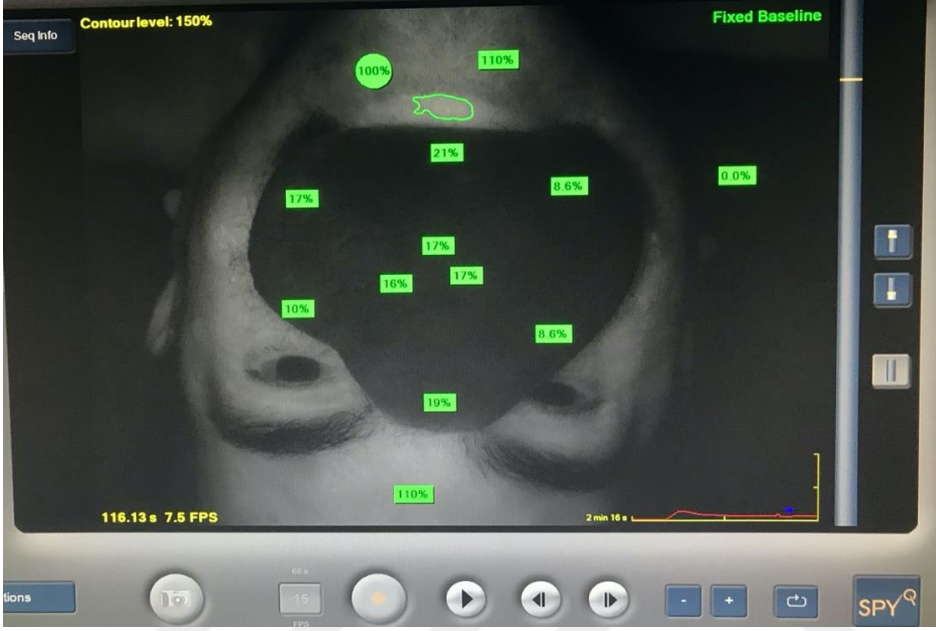 Seq Info
Contour level: 150%
Fixed Baseline
100%
110%
21%
17%
8.6%
0.0%
17%
16%
17%
10%
8.6%
19%
110%
116.13 s 7.5 FPS
2 min 16 s
tions
60 s
15
FPS
-
+
SPY